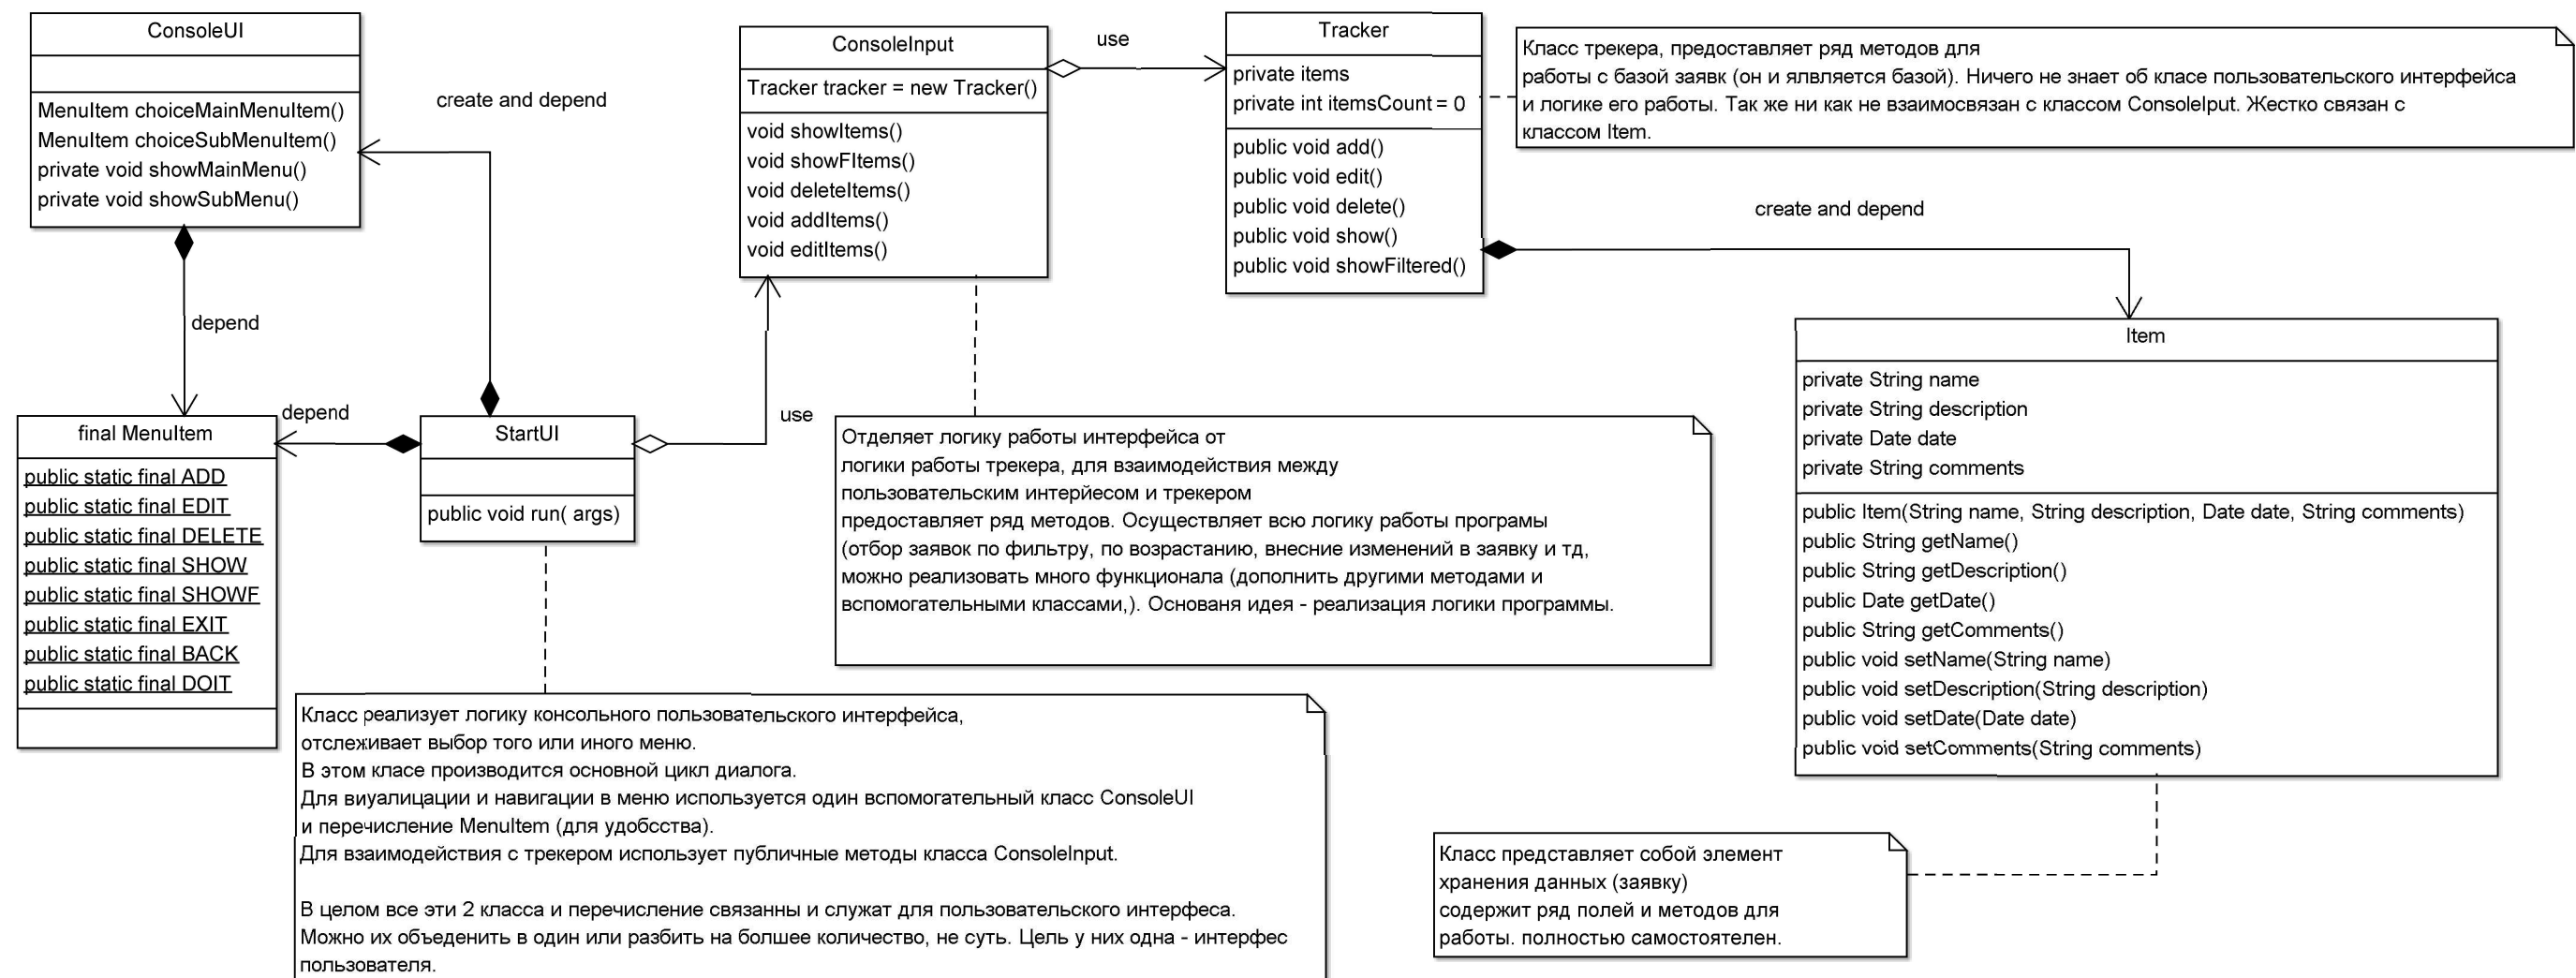 ConsoleUI
MenuItem choiceMainMenuItem()
MenuItem choiceSubMenuItem()
private void showMainMenu()
private void showSubMenu()
create and depend
depend
final MenuItem
public static final ADD
public static final EDIT
public static final DELETE
public static final SHOW
public static final SHOWF
public static final EXIT
public static final BACK
public static final DOIT
depend
StartUI
public void run( args)
use
ConsoleInput
Tracker tracker = new Tracker()
void showItems()
void showFItems()
void deleteItems()
void addItems()
void editItems()
use
Tracker
private items
private int itemsCount = 0
public void add()
public void edit()
public void delete()
public void show()
public void showFiltered()
Класс трекера, предоставляет ряд методов для
работы с базой заявк (он и ялвляется базой). Ничего не знает об класе пользовательского интерфейса
и логике его работы. Так же ни как не взаимосвязан с классом ConsoleInput. Жестко связан с
классом Item.
create and depend
Item
private String name
private String description
private Date date
private String comments
public Item(String name, String description, Date date, String comments)
public String getName()
public String getDescription()
public Date getDate()
public String getComments()
public void setName(String name)
public void setDescription(String description)
public void setDate(Date date)
public void setComments(String comments)
Отделяет логику работы интерфейса от
логики работы трекера, для взаимодействия между
пользовательским интерйесом и трекером
предоставляет ряд методов. Осуществляет всю логику работы програмы
(отбор заявок по фильтру, по возрастанию, внесние изменений в заявку и тд,
можно реализовать много функционала (дополнить другими методами и
вспомогательными классами,). Основаня идея - реализация логики программы.
Класс реализует логику консольного пользовательского интерфейса,
отслеживает выбор того или иного меню.
В этом класе производится основной цикл диалога.
Для виуалицации и навигации в меню используется один вспомогательный класс ConsoleUI
и перечисление MenuItem (для удобсства).
Для взаимодействия с трекером использует публичные методы класса ConsoleInput.
В целом все эти 2 класса и перечисление связанны и служат для пользовательского интерфеса.
Можно их объеденить в один или разбить на болшее количество, не суть. Цель у них одна - интерфес
пользователя.
Класс представляет собой элемент
хранения данных (заявку)
содержит ряд полей и методов для
работы. полностью самостоятелен.